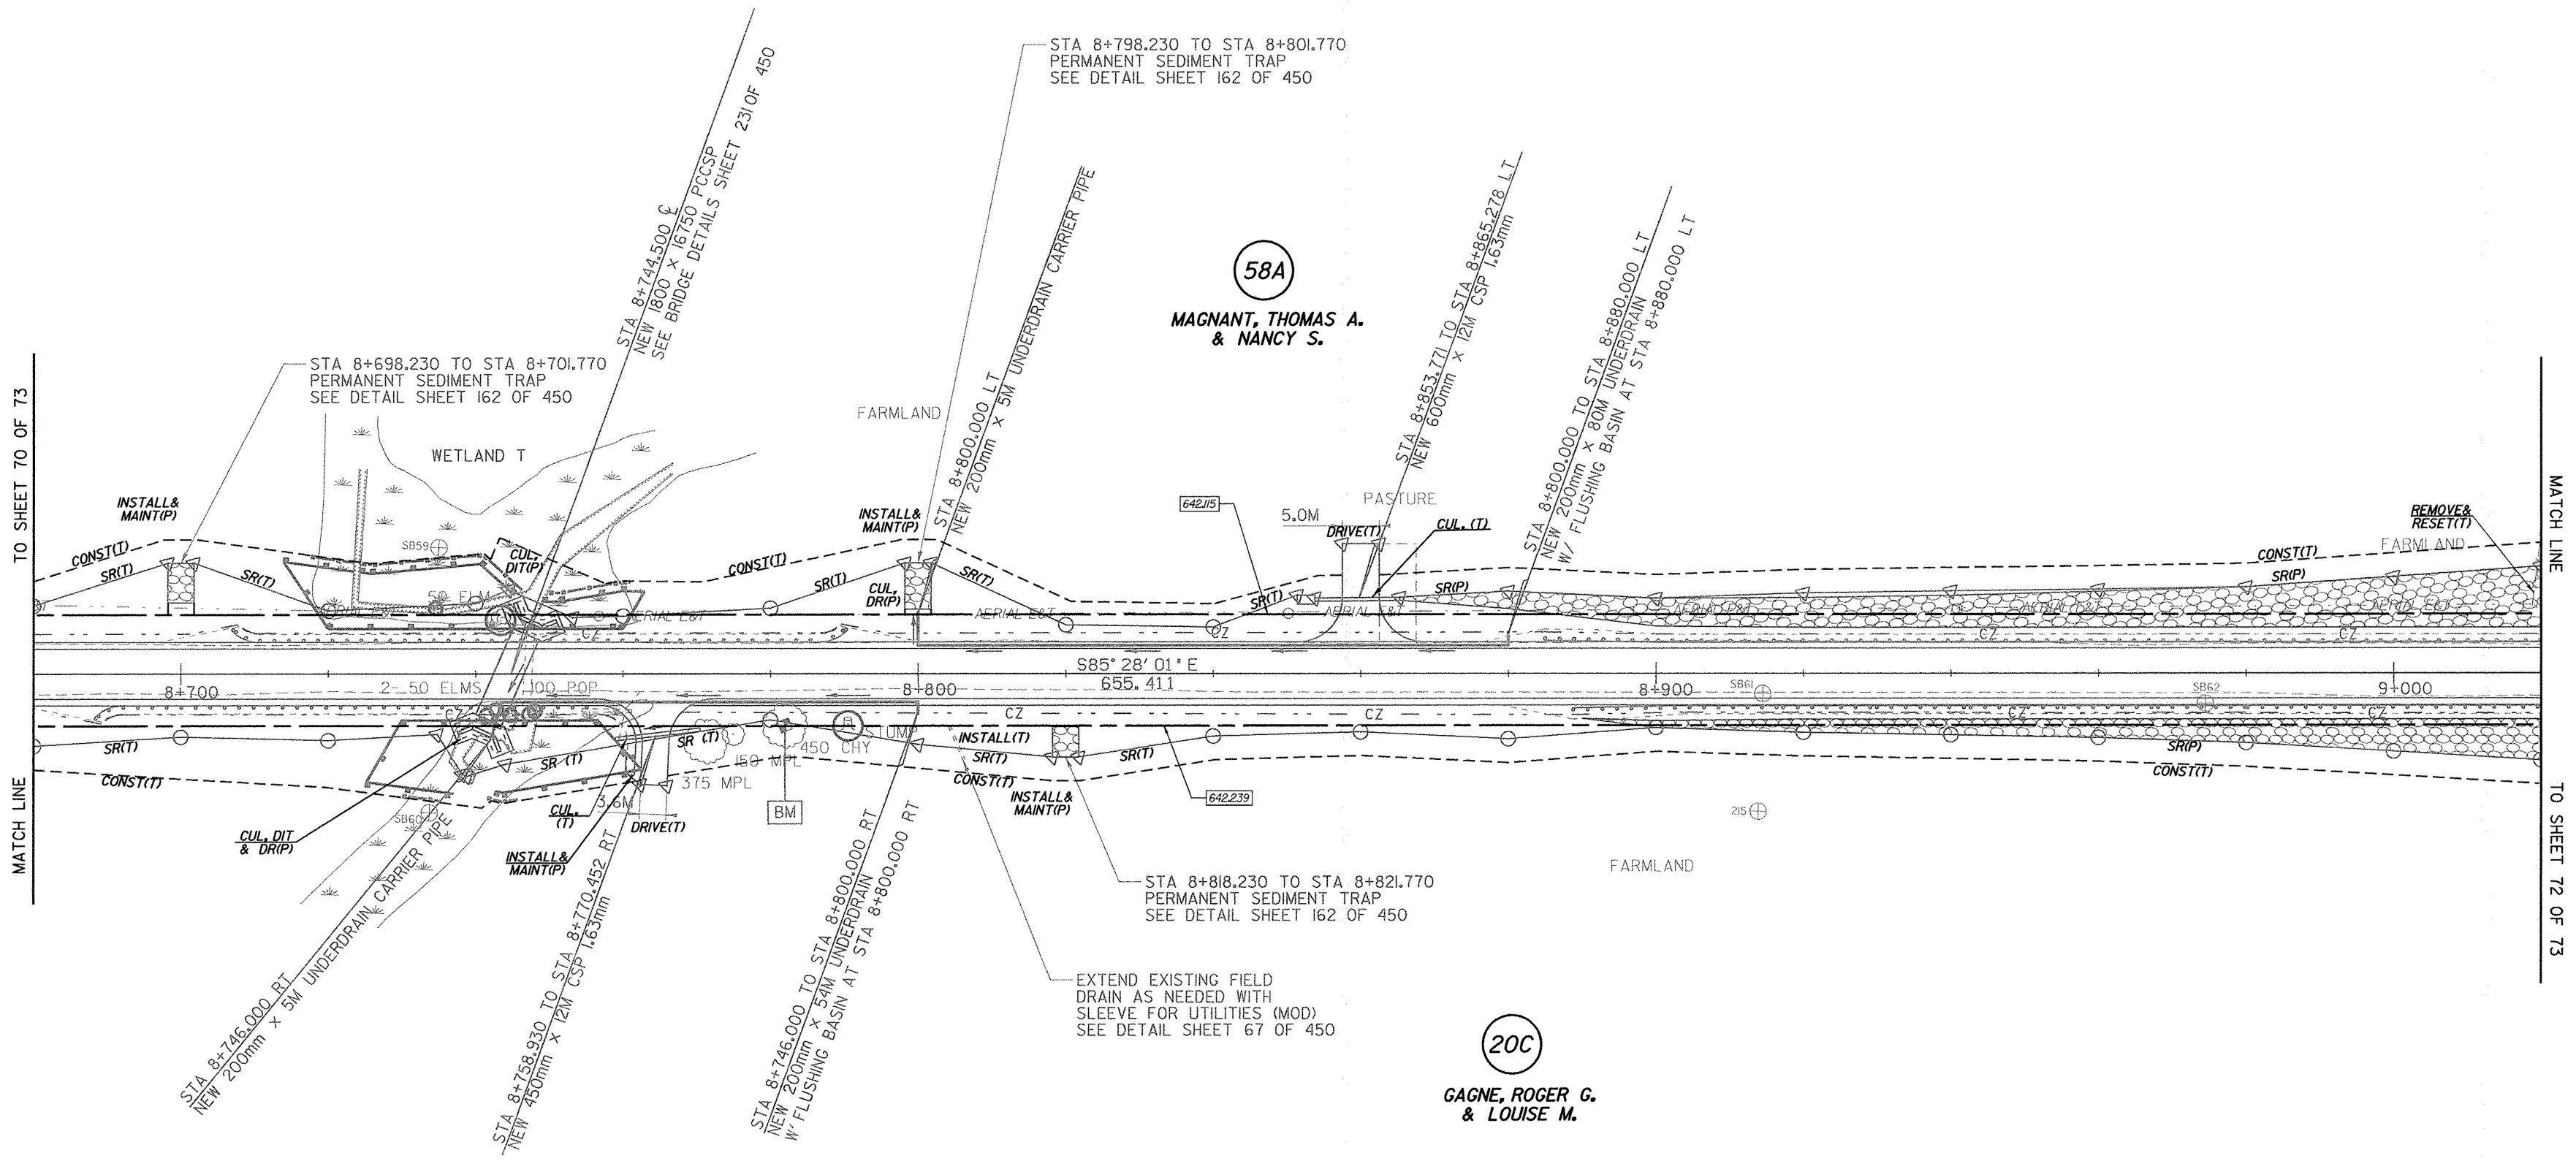 STA 8+798.230 TO STA 8+801.770
PERMANENT SEDIMENT TRAP
SEE DETAIL SHEET 162 OF 450
STA 8+744.500 ℄
NEW 1800 × 16750 PCCSP
SEE BRIDGE DETAILS SHEET 231 OF 450
STA 8+698.230 TO STA 8+701.770
PERMANENT SEDIMENT TRAP
SEE DETAIL SHEET 162 OF 450
58A
MAGNANT, THOMAS A.
& NANCY S.
STA 8+800.000 LT
NEW 200mm × 5M UNDERDRAIN CARRIER PIPE
STA 8+853.771 TO STA 8+865.278 LT
NEW 600mm × 12M CSP 1.63mm
STA 8+800.000 TO STA 8+880.000 LT
NEW 200mm × 80M UNDERDRAIN
W/ FLUSHING BASIN AT STA 8+880.000 LT
TO SHEET 70 OF 73
MATCH LINE
MATCH LINE
TO SHEET 72 OF 73
FARMLAND
WETLAND T
INSTALL&
MAINT(P)
INSTALL&
MAINT(P)
PASTURE
5.0M
642.115
DRIVE(T)
CUL. (T)
REMOVE&
RESET(T)
FARMLAND
CONST(T)
SR(T)
SR(T)
SB59
CUL,
DIT(P)
CONST(T)
SR(T)
CUL,
DR(P)
SR(T)
SR(T)
SR(P)
CONST(T)
SR(P)
50 ELM
AERIAL E&T
AERIAL E&T
AERIAL E&T
AERIAL E&T
AERIAL E&T
AERIAL E&T
AERIAL E&T
CZ
CZ
CZ
CZ
S85° 28' 01" E
655.411
8+700
2- 50 ELMS
100 POP
8+800
8+900
SB61
SB62
9+000
CZ
CZ
CZ
CZ
CZ
SR(T)
SR (T)
SR (T)
STUMP
450 CHY
150 MPL
375 MPL
INSTALL(T)
SR(T)
SR(T)
SR(P)
CONST(T)
CONST(T)
CONST(T)
INSTALL&
MAINT(P)
642.239
BM
215
SB60
3.6M
CUL.
(T)
DRIVE(T)
CUL, DIT
& DR(P)
INSTALL&
MAINT(P)
FARMLAND
STA 8+818.230 TO STA 8+821.770
PERMANENT SEDIMENT TRAP
SEE DETAIL SHEET 162 OF 450
EXTEND EXISTING FIELD
DRAIN AS NEEDED WITH
SLEEVE FOR UTILITIES (MOD)
SEE DETAIL SHEET 67 OF 450
STA 8+746.000 RT
NEW 200mm × 5M UNDERDRAIN CARRIER PIPE
STA 8+758.930 TO STA 8+770.452 RT
NEW 450mm × 12M CSP 1.63mm
STA 8+746.000 TO STA 8+800.000 RT
NEW 200mm × 54M UNDERDRAIN
W/ FLUSHING BASIN AT STA 8+800.000 RT
20C
GAGNE, ROGER G.
& LOUISE M.